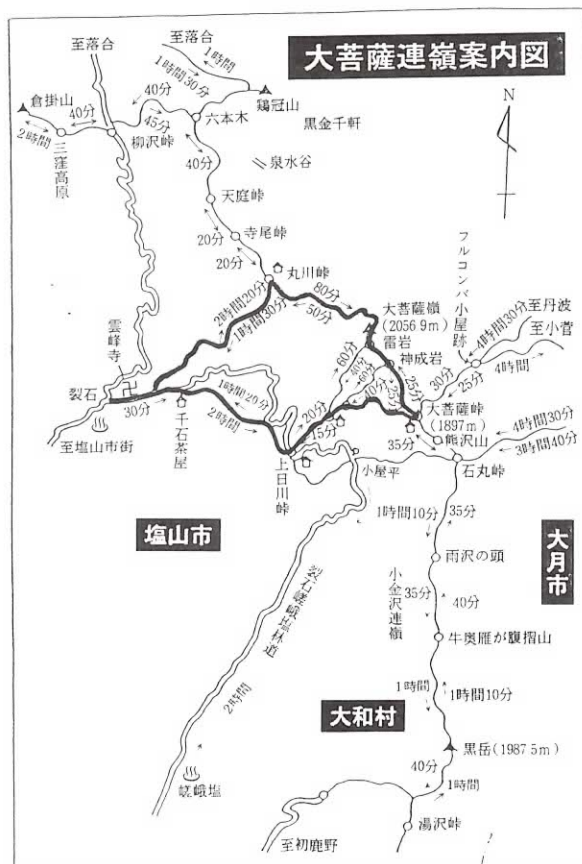 大菩薩連嶺案内図
至落合
至落合
1時間
1時間30分
40分
倉掛山
40分
45分
六本木
鶏冠山
黒金千軒
N
2時間
三窪高原
柳沢峠
40分
泉水谷
天庭峠
20分
寺尾峠
20分
丸川峠
フルコンバ小屋跡
80分
50分
大菩薩嶺
(2056 9m)
雷岩
神成岩
至丹波
至小菅
4時間30分
4時間
2時間20分
1時間30分
雲峰寺
裂石
30分
千石茶屋
至塩山市街
1時間20分
2時間
60分
40分
60分
40分
25分
25分
30分
25分
20分
15分
大菩薩峠
(1897m)
熊沢山
35分
4時間30分
3時間40分
石丸峠
上日川峠
小屋平
塩山市
1時間10分
35分
大月市
雨沢の頭
小金沢連嶺
35分
40分
裂石嵯峨塩林道
牛奥雁が腹摺山
2時間
1時間
1時間10分
大和村
黒岳(1987 5m)
嵯峨塩
40分
1時間
至初鹿野
湯沢峠